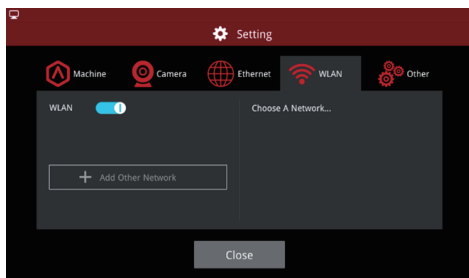 Setting
Machine
Camera
Ethernet
WLAN
Other
WLAN
Choose A Network...
Add Other Network
Close